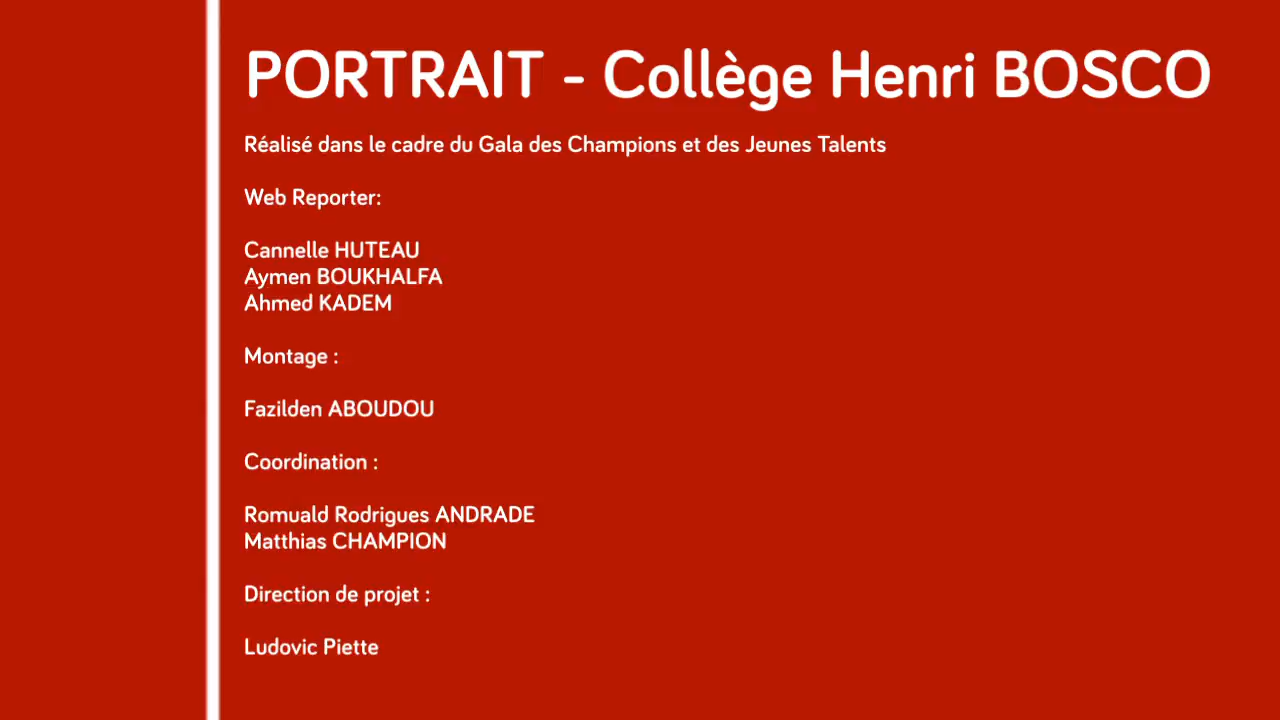 PORTRAIT - Collège Henri BOSCO
Réalisé dans le cadre du Gala des Champions et des Jeunes Talents
Web Reporter:
Cannelle HUTEAU
Aymen BOUKHALFA
Ahmed KADEM
Montage :
Fazilden ABOUDOU
Coordination :
Romuald Rodrigues ANDRADE
Matthias CHAMPION
Direction de projet :
Ludovic Piette